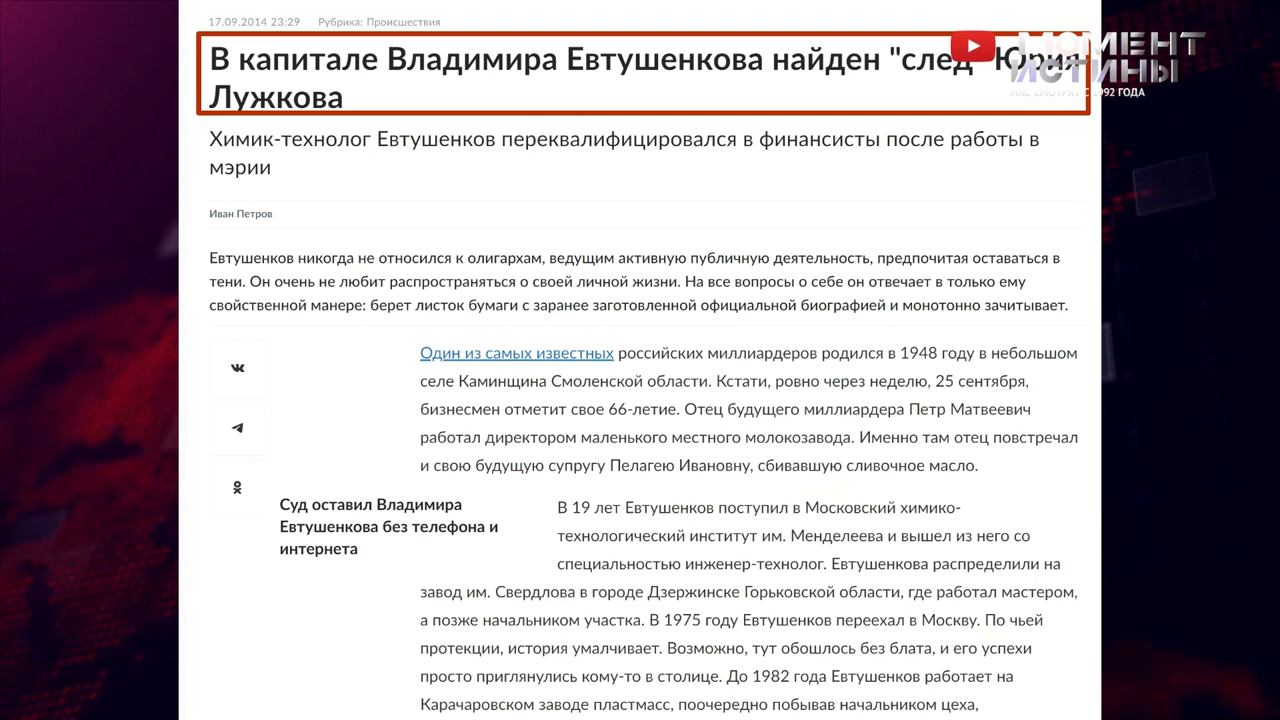 17.09.2014 23:29 Рубрика: Происшествия
МОМЕНТ
ИСТИНЫ
НАС СМОТРЯТ С 1992 ГОДА
В капитале Владимира Евтушенкова найден "след" Юрия
Лужкова
Химик-технолог Евтушенков переквалифицировался в финансисты после работы в
мэрии
Иван Петров
Евтушенков никогда не относился к олигархам, ведущим активную публичную деятельность, предпочитая оставаться в
тени. Он очень не любит распространяться о своей личной жизни. На все вопросы о себе он отвечает в только ему
свойственной манере: берет листок бумаги с заранее заготовленной официальной биографией и монотонно зачитывает.
Один из самых известных российских миллиардеров родился в 1948 году в небольшом
селе Каминщина Смоленской области. Кстати, ровно через неделю, 25 сентября,
бизнесмен отметит свое 66-летие. Отец будущего миллиардера Петр Матвеевич
работал директором маленького местного молокозавода. Именно там отец повстречал
и свою будущую супругу Пелагею Ивановну, сбивавшую сливочное масло.
Суд оставил Владимира
Евтушенкова без телефона и
интернета
В 19 лет Евтушенков поступил в Московский химико-
технологический институт им. Менделеева и вышел из него со
специальностью инженер-технолог. Евтушенкова распределили на
завод им. Свердлова в городе Дзержинске Горьковской области, где работал мастером,
а позже начальником участка. В 1975 году Евтушенков переехал в Москву. По чьей
протекции, история умалчивает. Возможно, тут обошлось без блата, и его успехи
просто приглянулись кому-то в столице. До 1982 года Евтушенков работает на
Карачаровском заводе пластмасс, поочередно побывав начальником цеха,